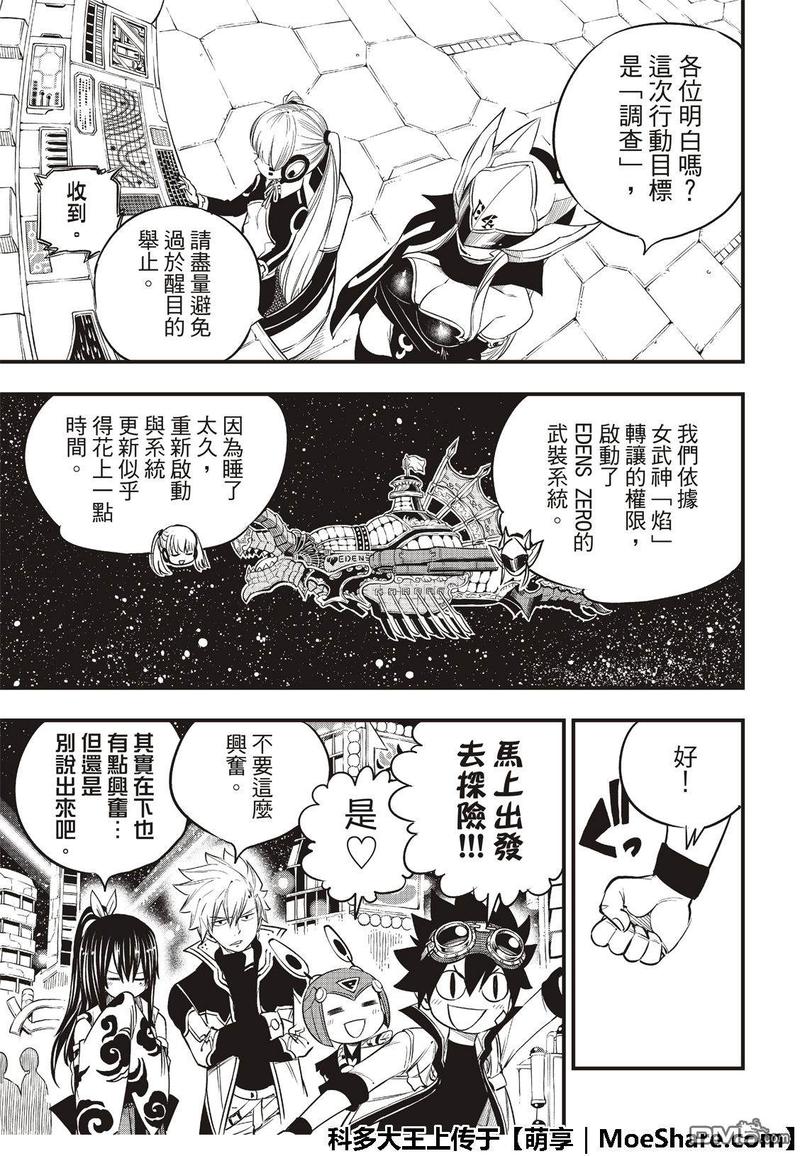 各位明白嗎？
這次行動目標
是「調查」，
請盡量避免
過於醒目的
舉止。
收到。
我們依據
女武神「焰」
轉讓的權限，
啟動了
EDENS ZERO的
武裝系統。
因為睡了
太久，
重新啟動
與系統
更新似乎
得花上一點
時間。
EDENS
好！
ぐっ
馬上出發
去探險!!!
是♡
不要這麼
興奮。
其實在下也
有點興奮…
但還是
別說出來吧。
科多大王上传于【萌享｜MoeShare.com】